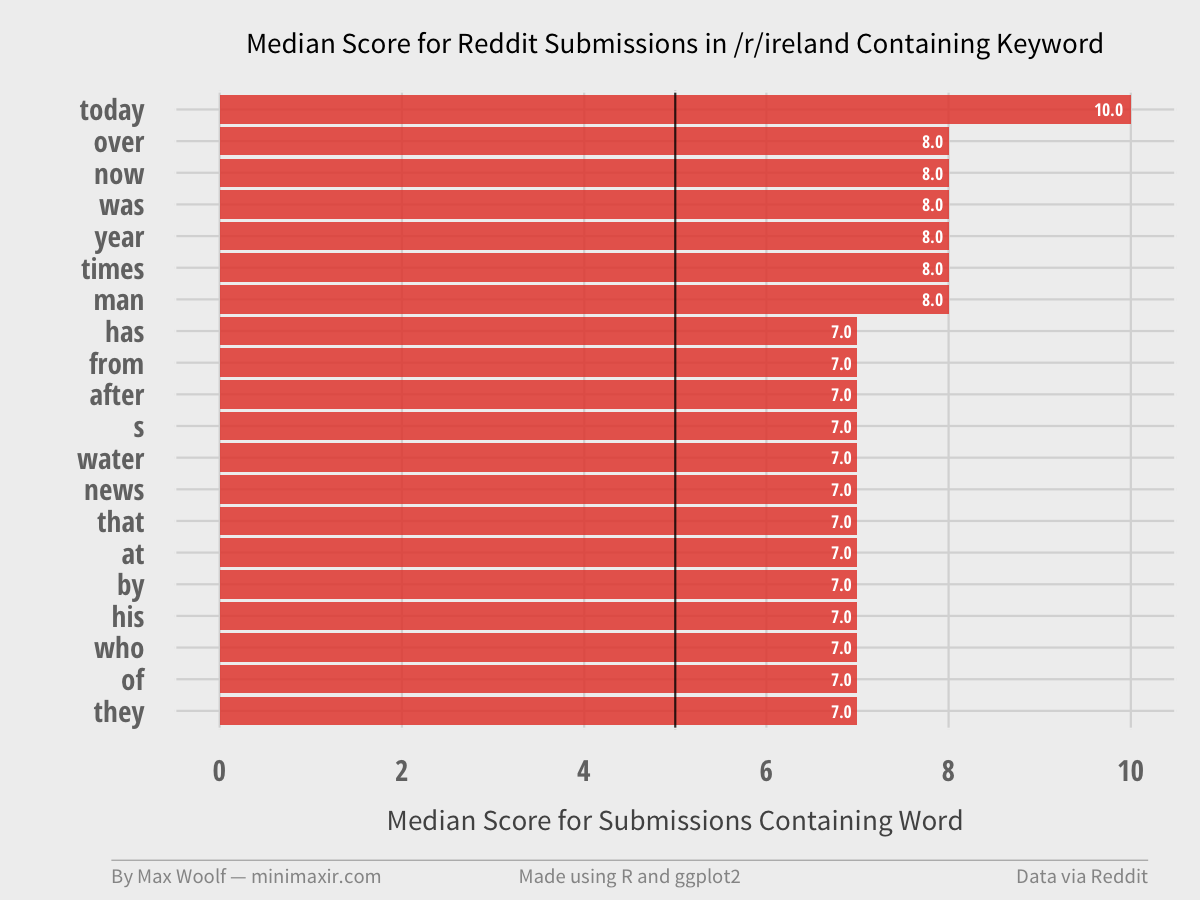 Median Score for Reddit Submissions in /r/ireland Containing Keyword
today 10.0
over 8.0
now 8.0
was 8.0
year 8.0
times 8.0
man 8.0
has 7.0
from 7.0
after 7.0
s 7.0
water 7.0
news 7.0
that 7.0
at 7.0
by 7.0
his 7.0
who 7.0
of 7.0
they 7.0
0 2 4 6 8 10
Median Score for Submissions Containing Word
By Max Woolf — minimaxir.com Made using R and ggplot2 Data via Reddit